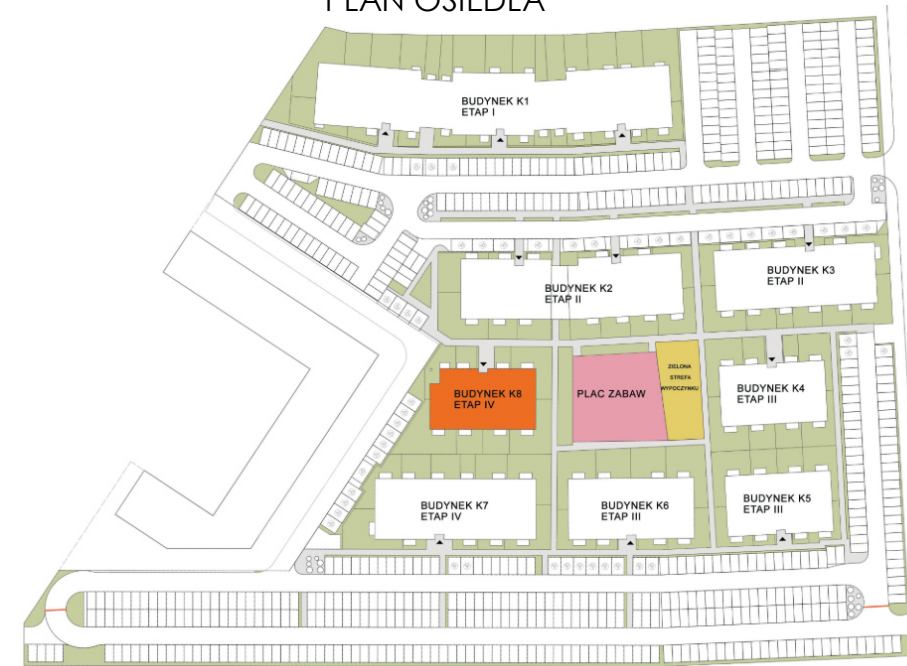 PLAN OSIEDLA
BUDYNEK K1
ETAP I
BUDYNEK K2
ETAP II
BUDYNEK K3
ETAP II
BUDYNEK K8
ETAP IV
PLAC ZABAW
ZIELONA
STREFA
WYPOCZYNKU
BUDYNEK K4
ETAP III
BUDYNEK K7
ETAP IV
BUDYNEK K6
ETAP III
BUDYNEK K5
ETAP III